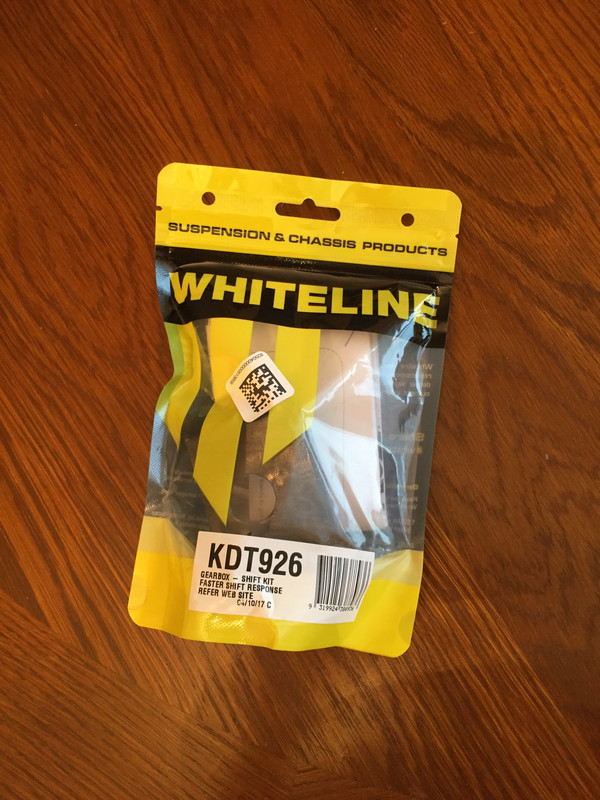 SUSPENSION & CHASSIS PRODUCTS
WHITELINE
KDT926
GEARBOX – SHIFT KIT
FASTER SHIFT RESPONSE
REFER WEB SITE
C4/10/17 C